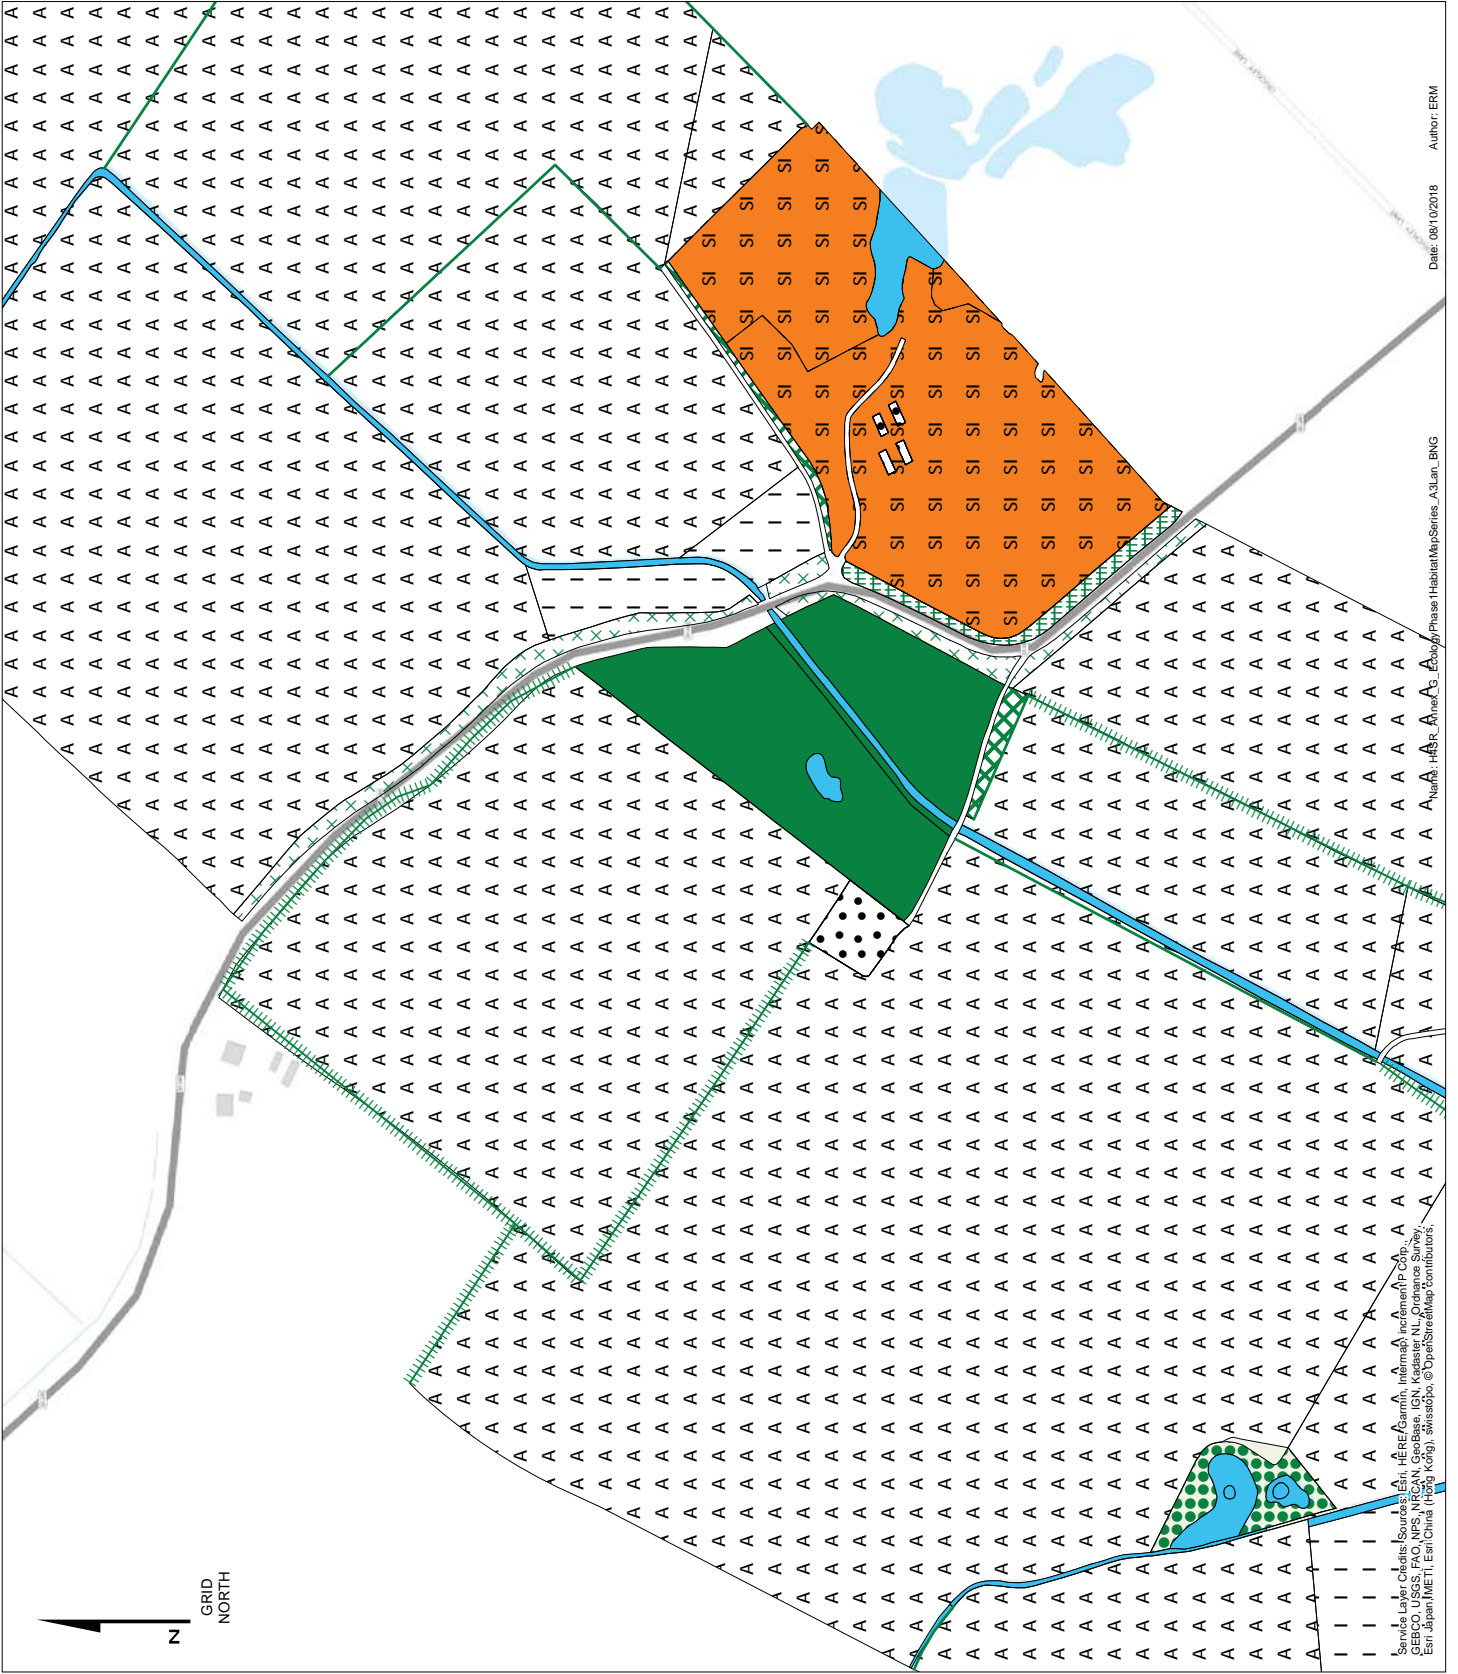 GRID
NORTH
N
A
SI
I
Service Layer Credits: Sources: Esri, HERE, Garmin, Intermap, increment P Corp.,
GEBCO, USGS, FAO, NPS, NRCAN, GeoBase, IGN, Kadaster NL, Ordnance Survey,
Esri Japan, METI, Esri China (Hong Kong), swisstopo, © OpenStreetMap contributors,
Name: H4SR_Annex_G_EcologyPhase1HabitatMapSeries_A3Lan_BNG
Date: 08/10/2018
Author: ERM